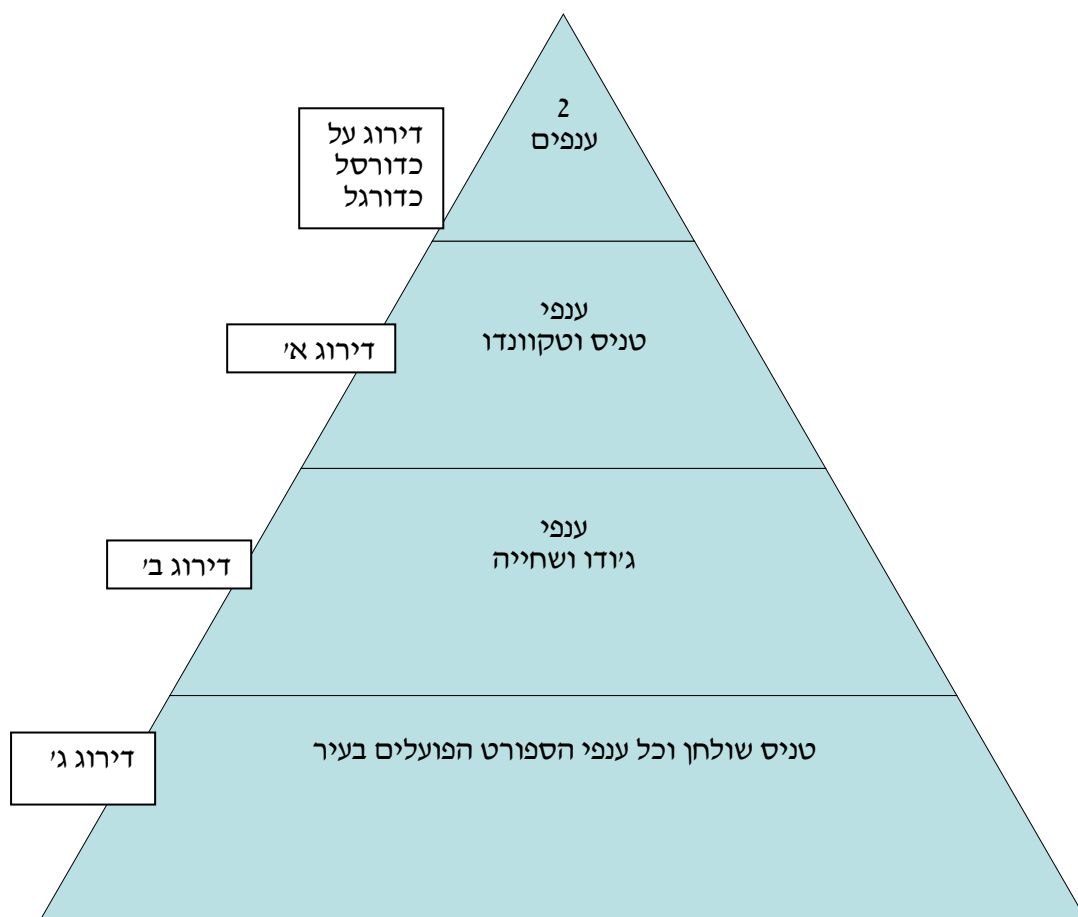 2
ענפים
דירוג על
כדורסל
כדורגל
ענפי
טניס וטקוונדו
דירוג א'
ענפי
ג'ודו ושחייה
דירוג ב'
טניס שולחן וכל ענפי הספורט הפועלים בעיר
דירוג ג'